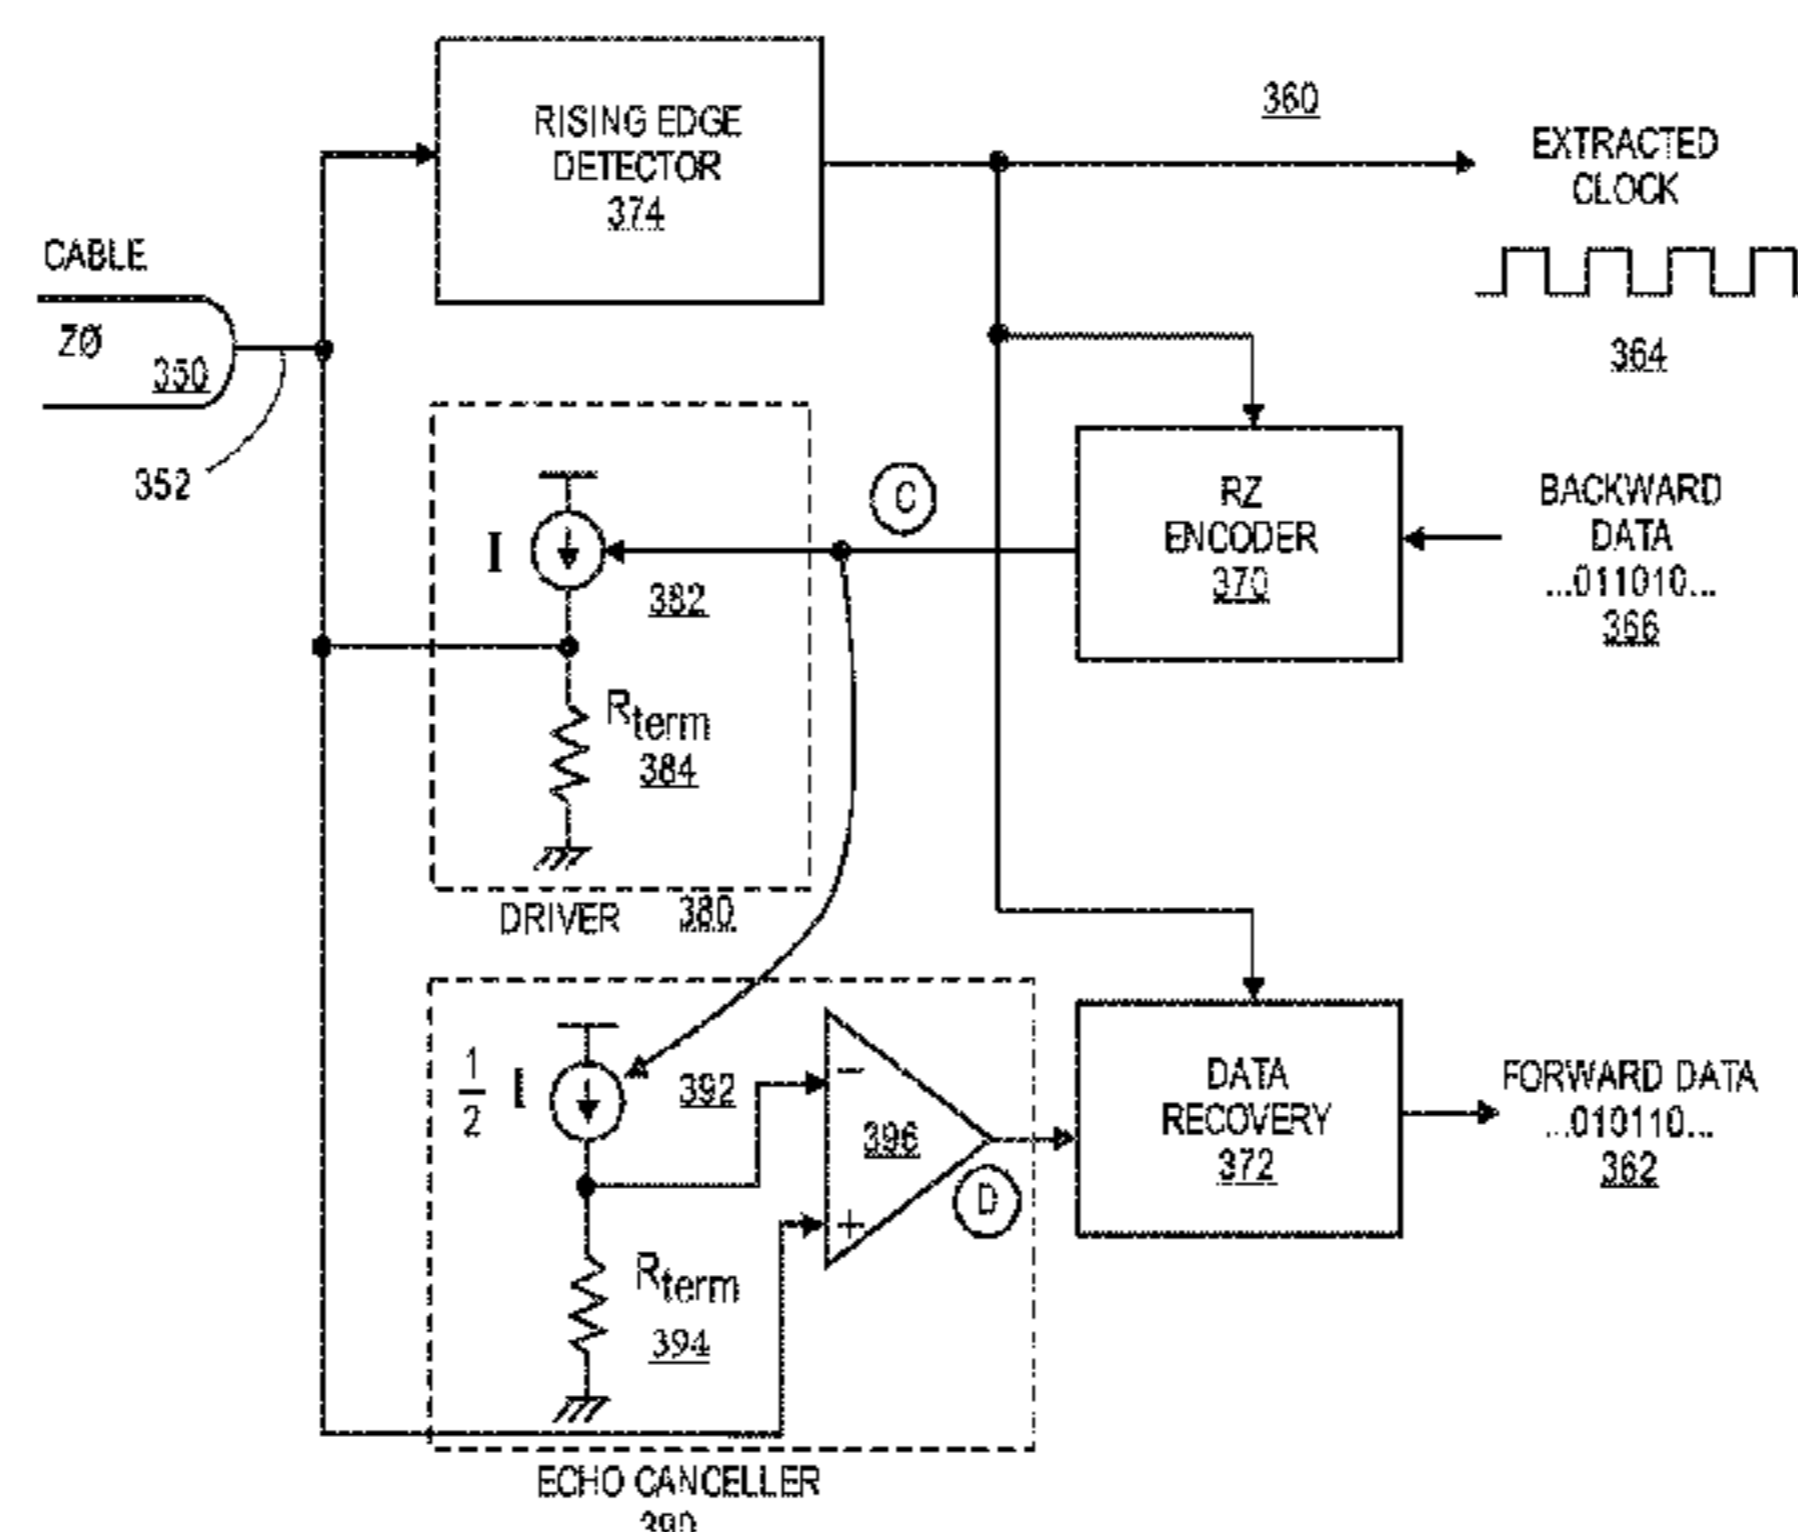 RISING EDGE
DETECTOR
374
360
EXTRACTED
CLOCK
364
CABLE
ZØ
350
352
C
RZ
ENCODER
370
BACKWARD
DATA
...011010...
366
I
382
Rterm
384
DRIVER 380
1/2 I
392
396
−
+
D
Rterm
394
DATA
RECOVERY
372
FORWARD DATA
...010110...
362
ECHO CANCELLER
390